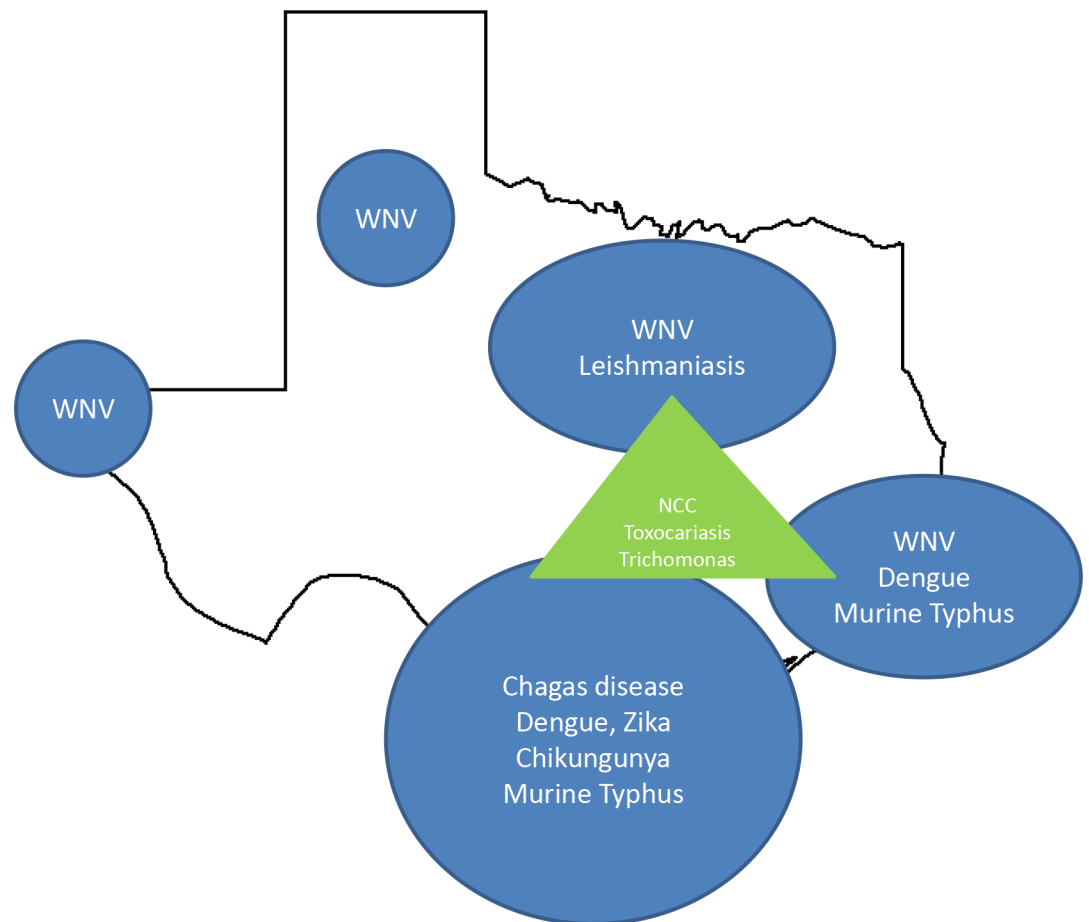 WNV
WNV
Leishmaniasis
WNV
NCC
Toxocariasis
Trichomonas
WNV
Dengue
Murine Typhus
Chagas disease
Dengue, Zika
Chikungunya
Murine Typhus